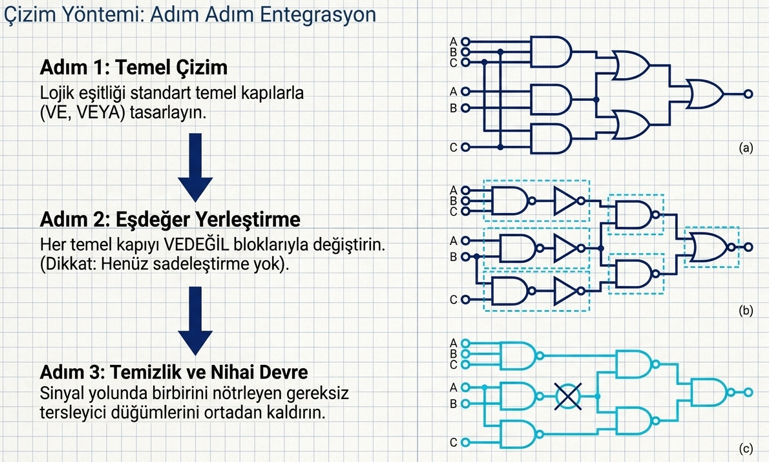 Çizim Yöntemi: Adım Adım Entegrasyon
Adım 1: Temel Çizim
Lojik eşitliği standart temel kapılarla
(VE, VEYA) tasarlayın.
Adım 2: Eşdeğer Yerleştirme
Her temel kapıyı VEDEĞİL bloklarıyla değiştirin.
(Dikkat: Henüz sadeleştirme yok).
Adım 3: Temizlik ve Nihai Devre
Sinyal yolunda birbirini nötrleyen gereksiz
tersleyici düğümlerini ortadan kaldırın.
A
B
C
A
B
C
(a)
A
B
C
A
B
C
(b)
A
B
C
A
B
C
(c)